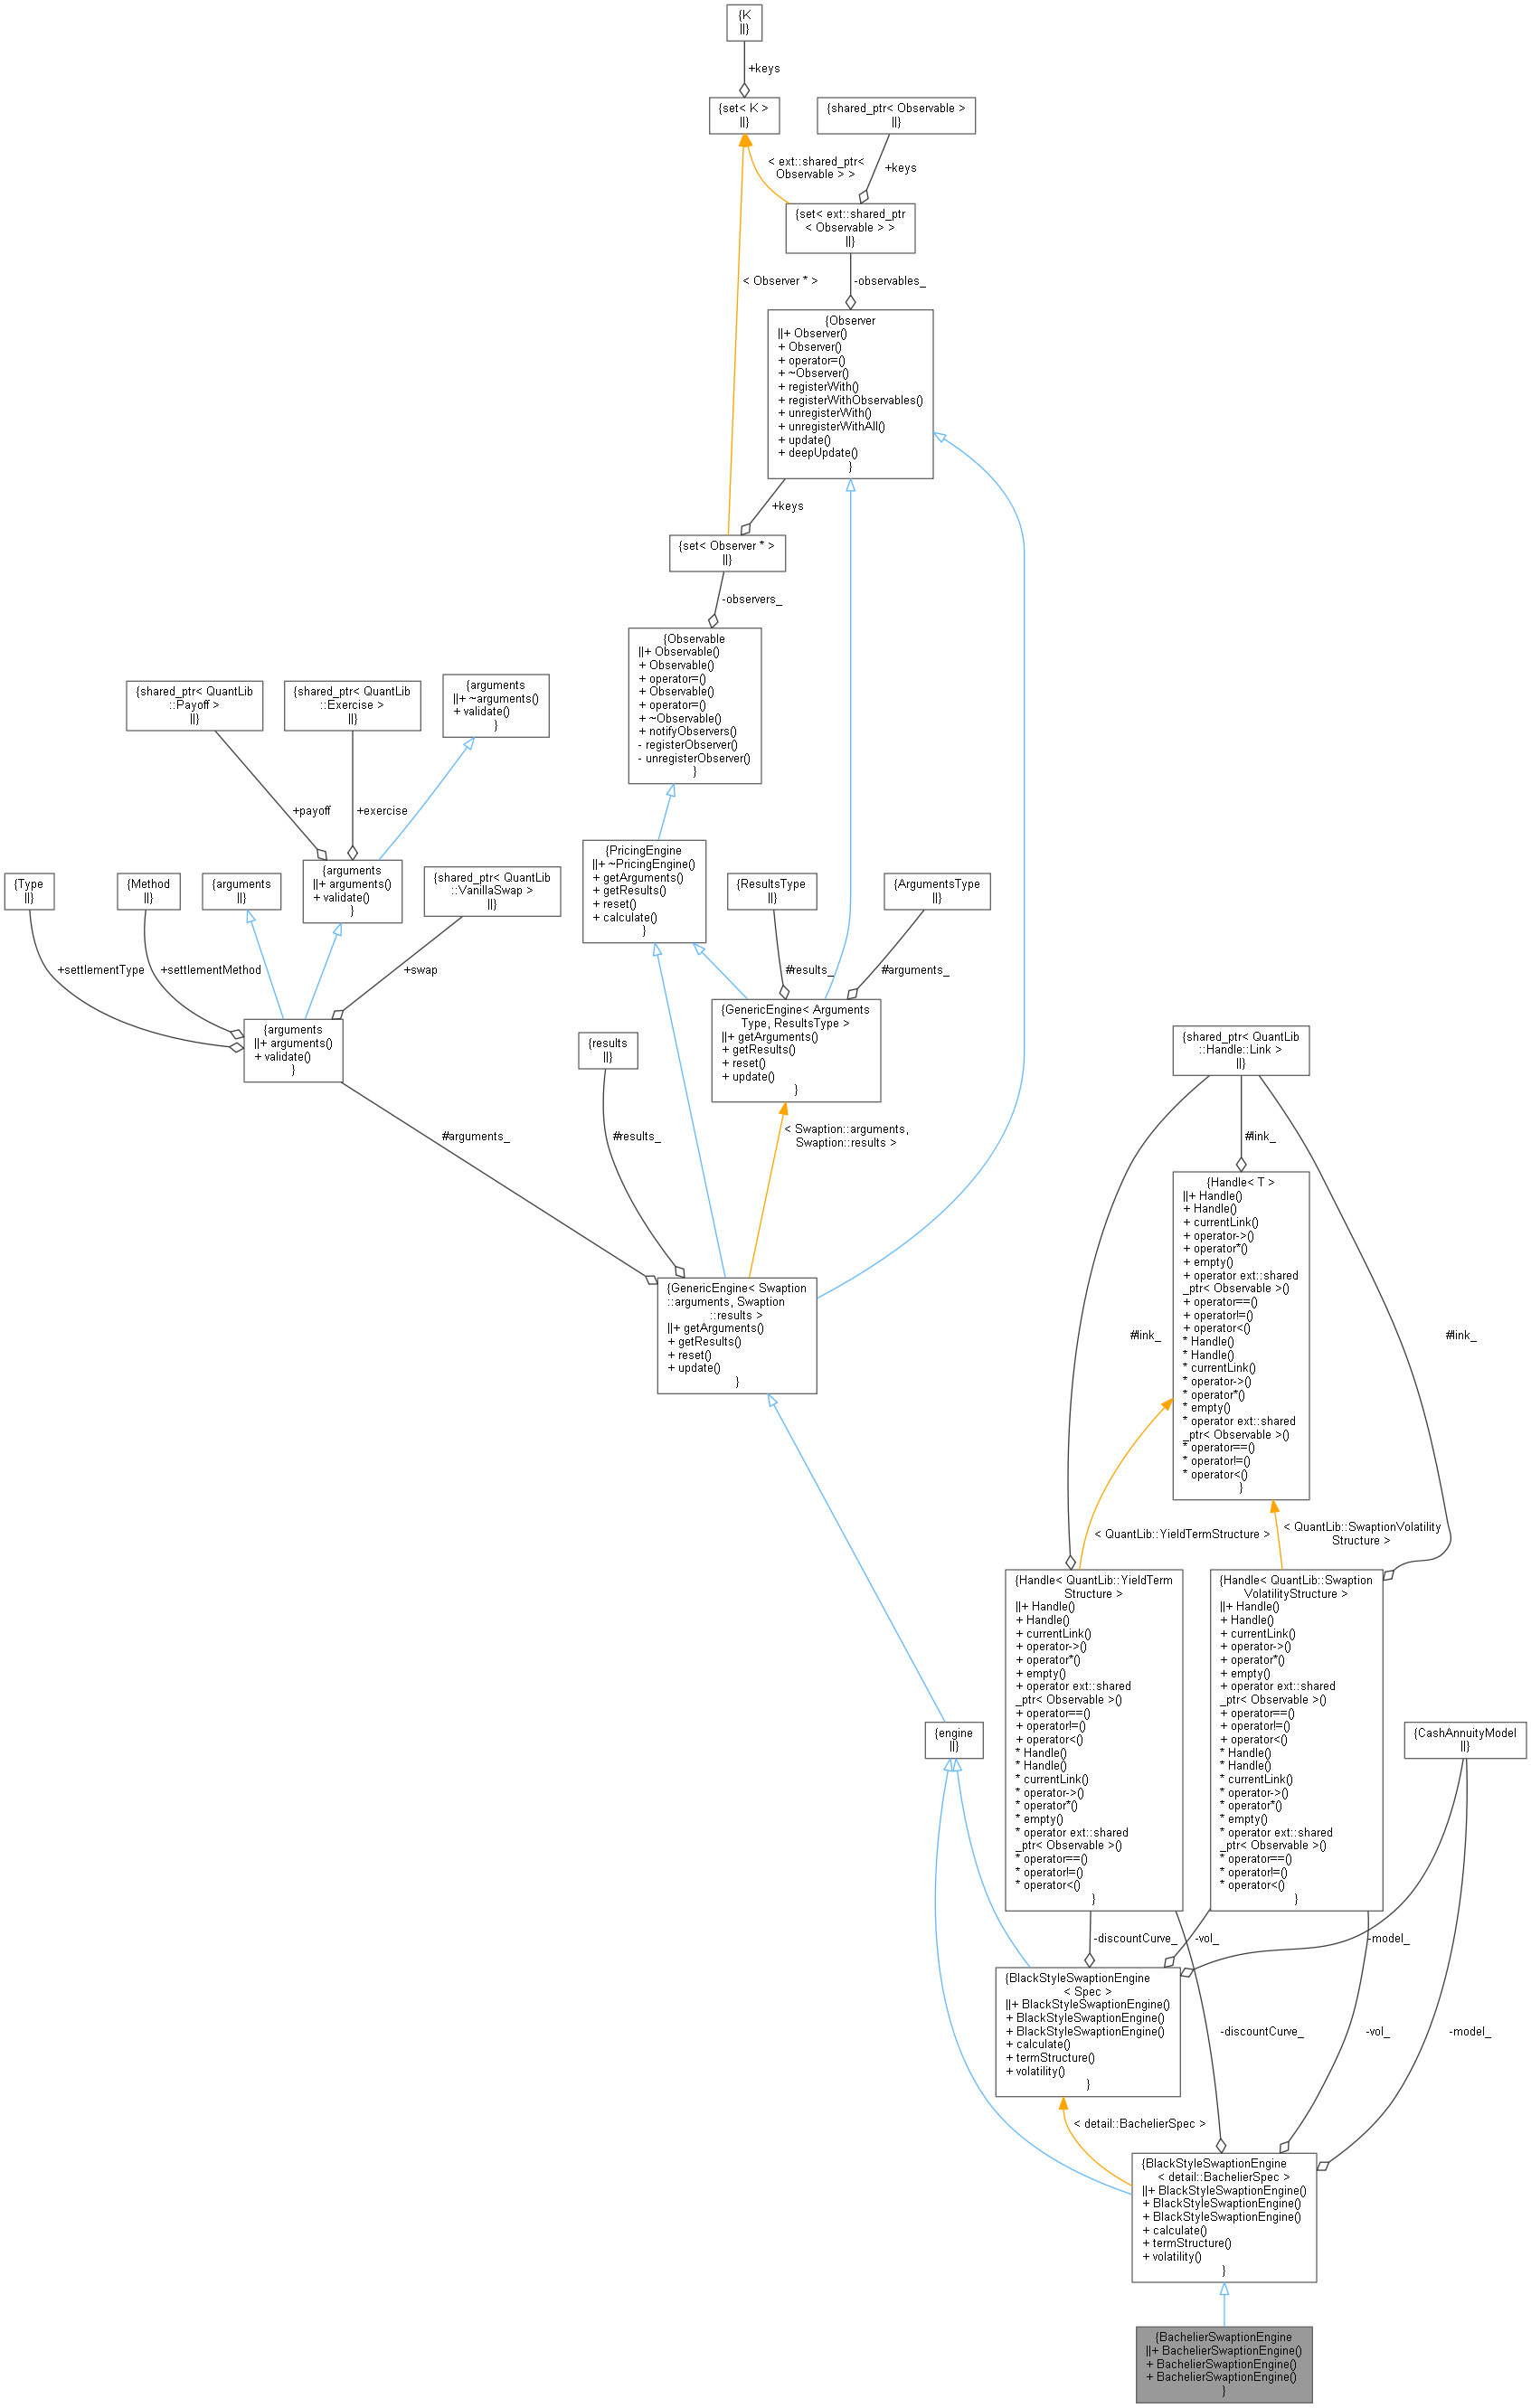 {K
||}
+keys
{set< K >
||}
{shared_ptr< Observable >
||}
< ext::shared_ptr<
Observable > >
+keys
{set< ext::shared_ptr
< Observable > >
||}
< Observer * >
-observables_
{Observer
||+ Observer()
+ Observer()
+ operator=()
+ ~Observer()
+ registerWith()
+ registerWithObservables()
+ unregisterWith()
+ unregisterWithAll()
+ update()
+ deepUpdate()
}
+keys
{set< Observer * >
||}
-observers_
{Observable
||+ Observable()
+ Observable()
+ operator=()
+ Observable()
+ operator=()
+ ~Observable()
+ notifyObservers()
- registerObserver()
- unregisterObserver()
}
{shared_ptr< QuantLib
::Payoff >
||}
{shared_ptr< QuantLib
::Exercise >
||}
{arguments
||+ ~arguments()
+ validate()
}
+payoff
+exercise
{PricingEngine
||+ ~PricingEngine()
+ getArguments()
+ getResults()
+ reset()
+ calculate()
}
{Type
||}
{Method
||}
{arguments
||}
{arguments
||+ arguments()
+ validate()
}
{shared_ptr< QuantLib
::VanillaSwap >
||}
{ResultsType
||}
{ArgumentsType
||}
+settlementType
+settlementMethod
+swap
#results_
#arguments_
{arguments
||+ arguments()
+ validate()
}
{results
||}
{GenericEngine< Arguments
Type, ResultsType >
||+ getArguments()
+ getResults()
+ reset()
+ update()
}
{shared_ptr< QuantLib
::Handle::Link >
||}
#arguments_
#results_
< Swaption::arguments,
Swaption::results >
#link_
{Handle< T >
||+ Handle()
+ Handle()
+ currentLink()
+ operator->()
+ operator*()
+ empty()
+ operator ext::shared
_ptr< Observable >()
+ operator==()
+ operator!=()
+ operator<()
* Handle()
* Handle()
* currentLink()
* operator->()
* operator*()
* empty()
* operator ext::shared
_ptr< Observable >()
* operator==()
* operator!=()
* operator<()
}
{GenericEngine< Swaption
::arguments, Swaption
::results >
||+ getArguments()
+ getResults()
+ reset()
+ update()
}
#link_
#link_
< QuantLib::YieldTermStructure >
< QuantLib::SwaptionVolatility
Structure >
{Handle< QuantLib::YieldTerm
Structure >
||+ Handle()
+ Handle()
+ currentLink()
+ operator->()
+ operator*()
+ empty()
+ operator ext::shared
_ptr< Observable >()
+ operator==()
+ operator!=()
+ operator<()
* Handle()
* Handle()
* currentLink()
* operator->()
* operator*()
* empty()
* operator ext::shared
_ptr< Observable >()
* operator==()
* operator!=()
* operator<()
}
{Handle< QuantLib::Swaption
VolatilityStructure >
||+ Handle()
+ Handle()
+ currentLink()
+ operator->()
+ operator*()
+ empty()
+ operator ext::shared
_ptr< Observable >()
+ operator==()
+ operator!=()
+ operator<()
* Handle()
* Handle()
* currentLink()
* operator->()
* operator*()
* empty()
* operator ext::shared
_ptr< Observable >()
* operator==()
* operator!=()
* operator<()
}
{engine
||}
{CashAnnuityModel
||}
-discountCurve_
-vol_
-model_
{BlackStyleSwaptionEngine
< Spec >
||+ BlackStyleSwaptionEngine()
+ BlackStyleSwaptionEngine()
+ BlackStyleSwaptionEngine()
+ calculate()
+ termStructure()
+ volatility()
}
-discountCurve_
-vol_
-model_
< detail::BachelierSpec >
{BlackStyleSwaptionEngine
< detail::BachelierSpec >
||+ BlackStyleSwaptionEngine()
+ BlackStyleSwaptionEngine()
+ BlackStyleSwaptionEngine()
+ calculate()
+ termStructure()
+ volatility()
}
{BachelierSwaptionEngine
||+ BachelierSwaptionEngine()
+ BachelierSwaptionEngine()
+ BachelierSwaptionEngine()
}